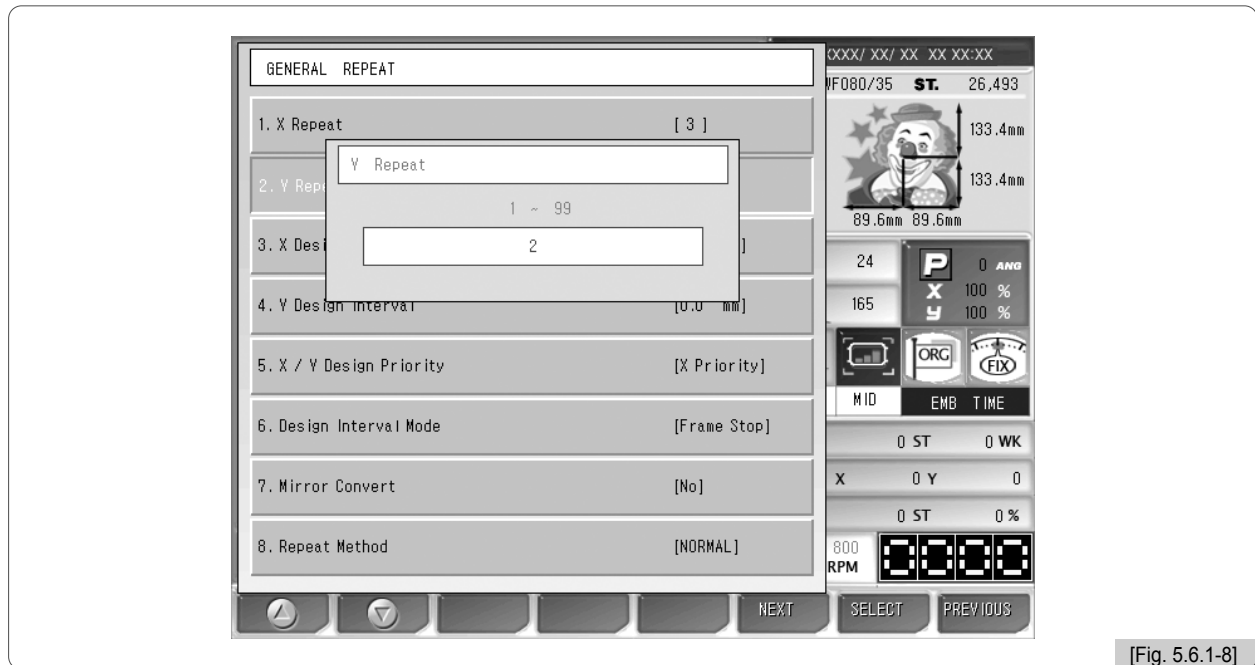 GENERAL REPEAT
1. X Repeat [ 3 ]
2. Y Repe
3. X Desi ]
4. Y Design Interval [0.0 mm]
5. X / Y Design Priority [X Priority]
6. Design Interval Mode [Frame Stop]
7. Mirror Convert [No]
8. Repeat Method [NORMAL]
Y Repeat
1 ~ 99
2
XXX/ XX/ XX XX XX:XX
WF080/35 ST. 26,493
133.4mm
133.4mm
89.6mm 89.6mm
24
165
P 0 ANG
X 100 %
Y 100 %
ORG
FIX
MID
EMB TIME
0 ST 0 WK
X 0 Y 0
0 ST 0 %
800
RPM
0000
NEXT SELECT PREVIOUS
[Fig. 5.6.1-8]